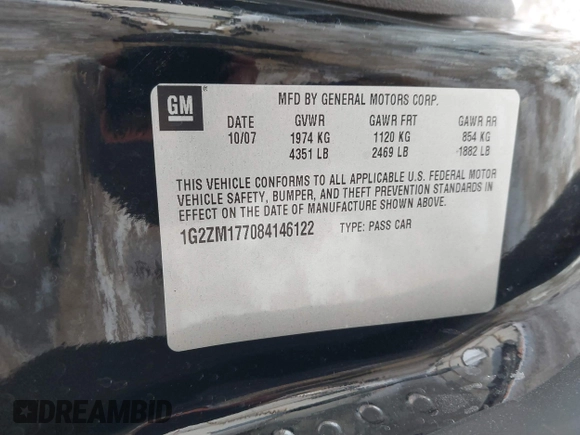 GM
MFD BY GENERAL MOTORS CORP.
DATE GVWR GAWR FRT GAWR RR
10/07 1974 KG 1120 KG 854 KG
4351 LB 2469 LB 1882 LB
THIS VEHICLE CONFORMS TO ALL APPLICABLE U.S. FEDERAL MOTOR
VEHICLE SAFETY, BUMPER, AND THEFT PREVENTION STANDARDS IN
EFFECT ON THE DATE OF MANUFACTURE SHOWN ABOVE.
1G2ZM177084146122 TYPE: PASS CAR
DREAMBID